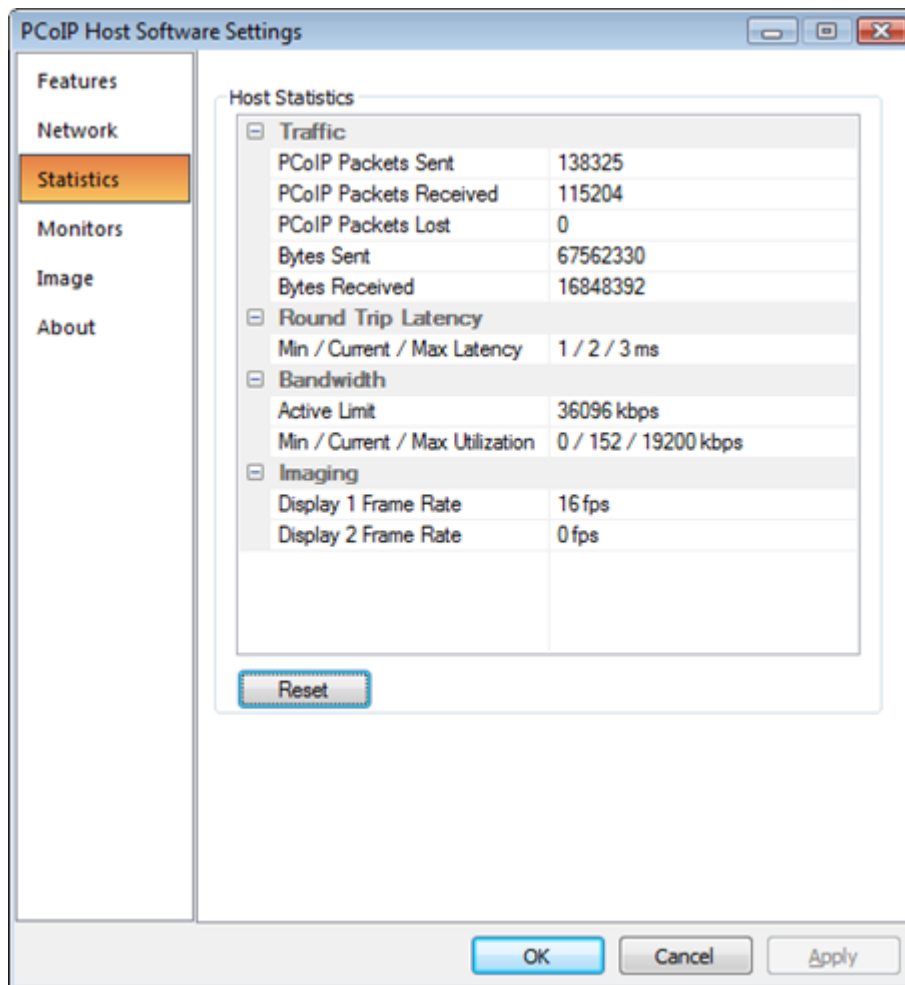 PCoIP Host Software Settings
Features
Network
Statistics
Monitors
Image
About
Host Statistics
Traffic
PCoIP Packets Sent 138325
PCoIP Packets Received 115204
PCoIP Packets Lost 0
Bytes Sent 67562330
Bytes Received 16848392
Round Trip Latency
Min / Current / Max Latency 1 / 2 / 3 ms
Bandwidth
Active Limit 36096 kbps
Min / Current / Max Utilization 0 / 152 / 19200 kbps
Imaging
Display 1 Frame Rate 16 fps
Display 2 Frame Rate 0 fps
Reset
OK Cancel Apply